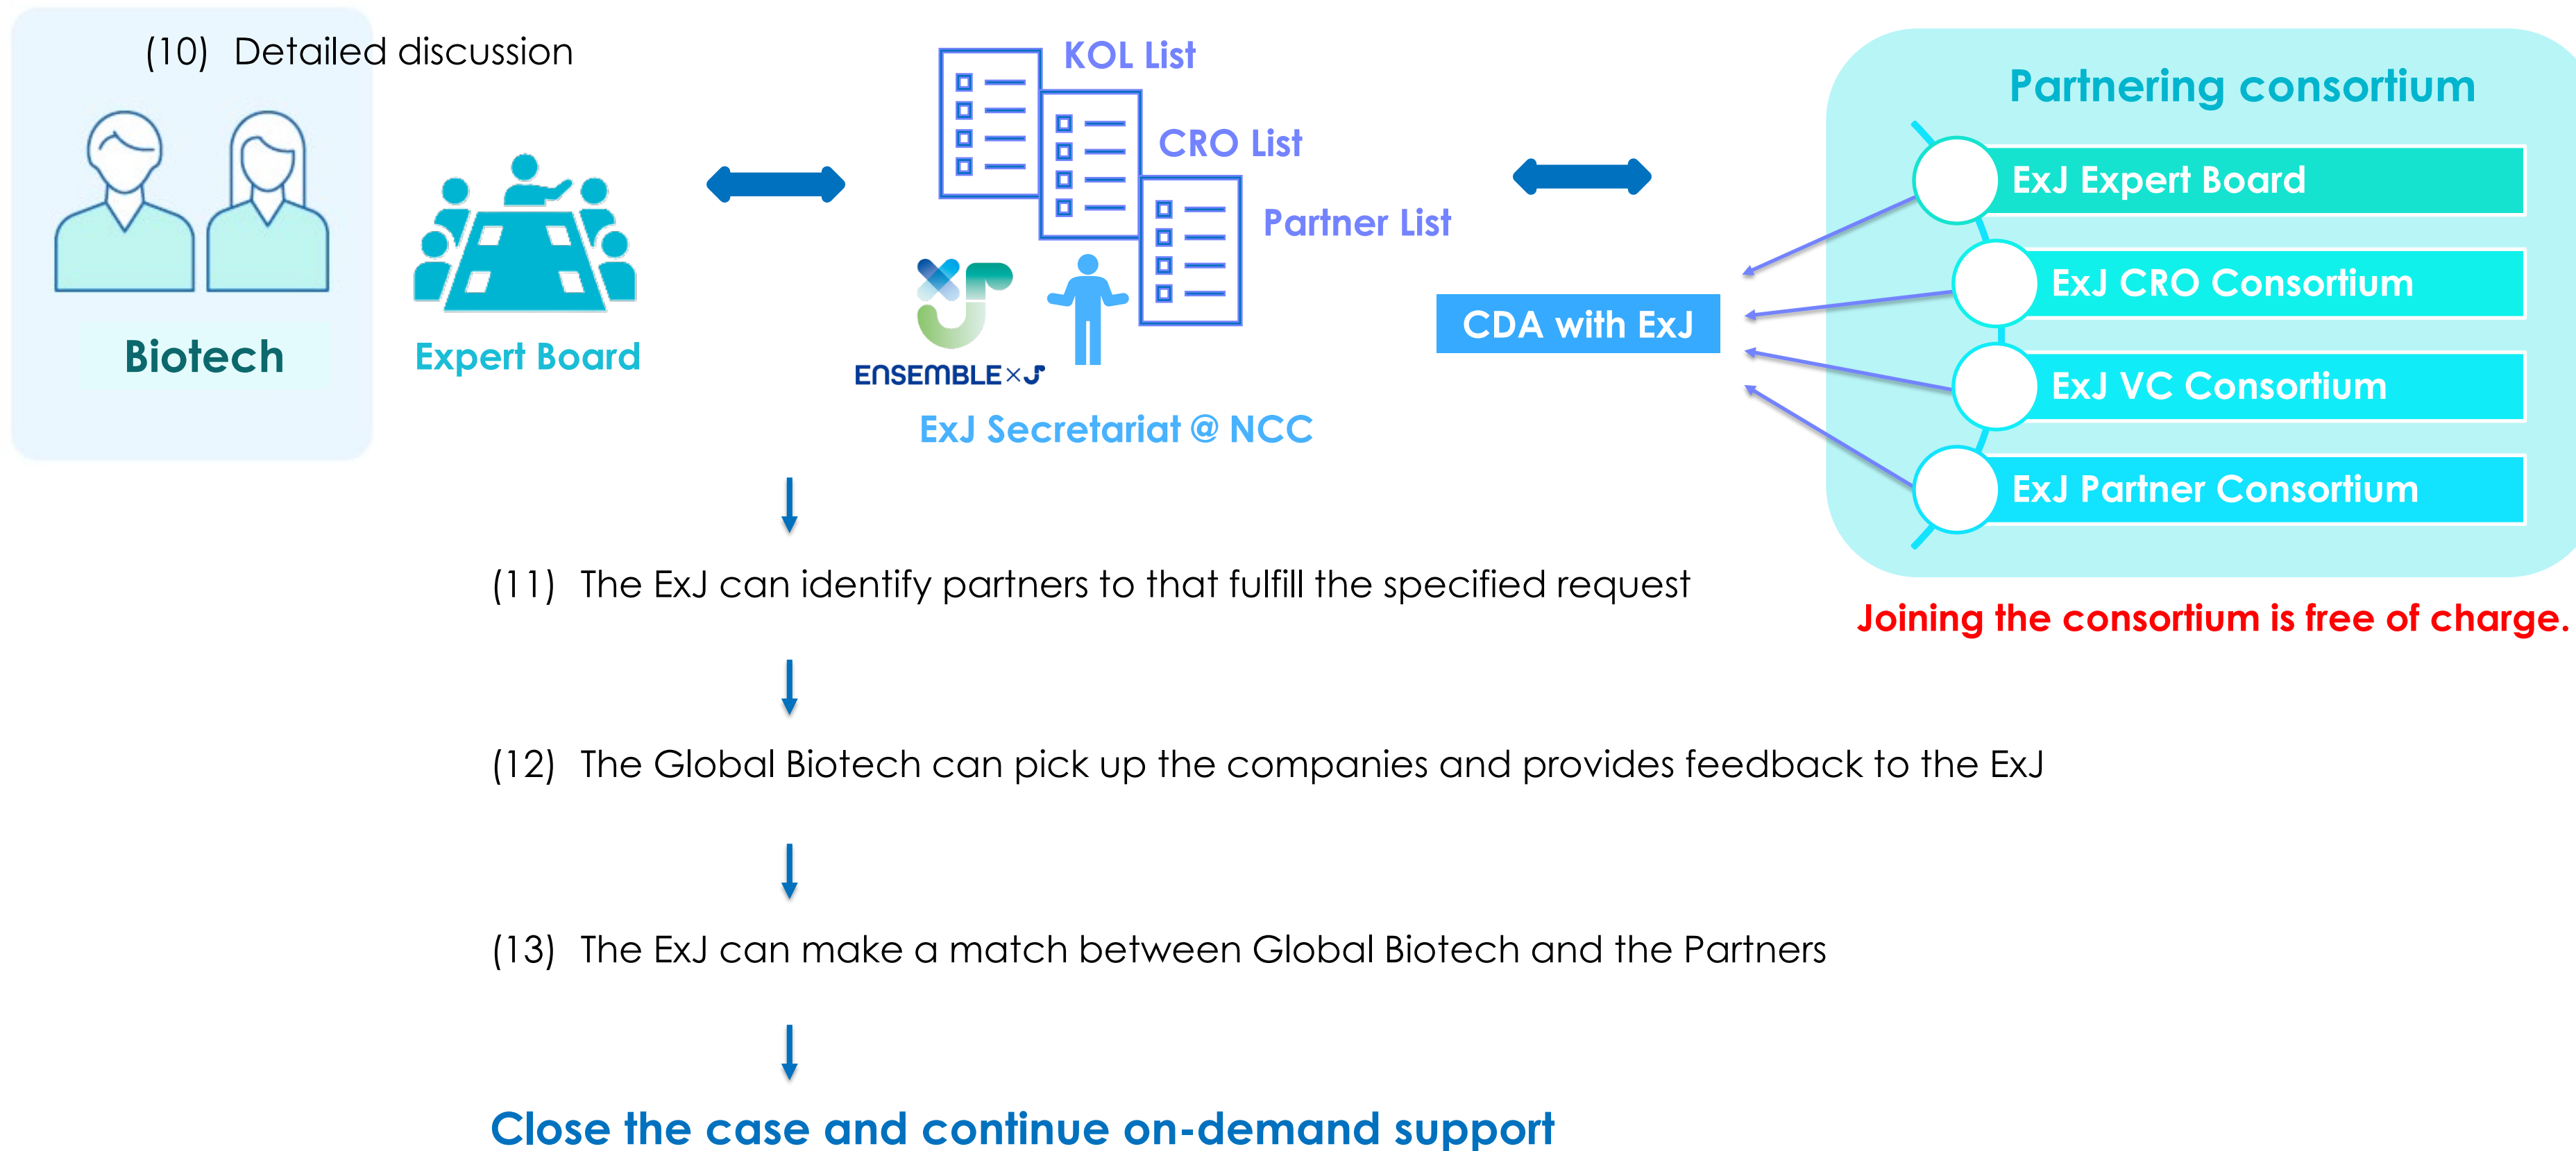 (10) Detailed discussion
Biotech
Expert Board
KOL List
CRO List
Partner List
ENSEMBLE×J
ExJ Secretariat @ NCC
CDA with ExJ
Partnering consortium
ExJ Expert Board
ExJ CRO Consortium
ExJ VC Consortium
ExJ Partner Consortium
Joining the consortium is free of charge.
(11) The ExJ can identify partners to that fulfill the specified request
(12) The Global Biotech can pick up the companies and provides feedback to the ExJ
(13) The ExJ can make a match between Global Biotech and the Partners
Close the case and continue on-demand support